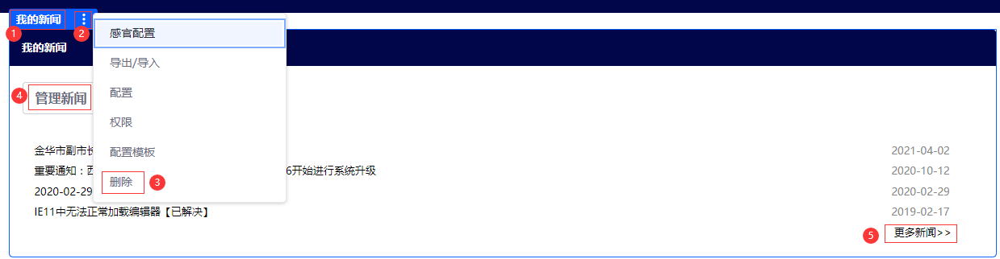 我的新闻
1
2
我的新闻
感官配置
导出/导入
配置
权限
配置模板
删除
3
4
管理新闻
金华市副市长
2021-04-02
重要通知：西
6开始进行系统升级
2020-10-12
2020-02-29
2020-02-29
IE11中无法正常加载编辑器【已解决】
2019-02-17
5
更多新闻>>